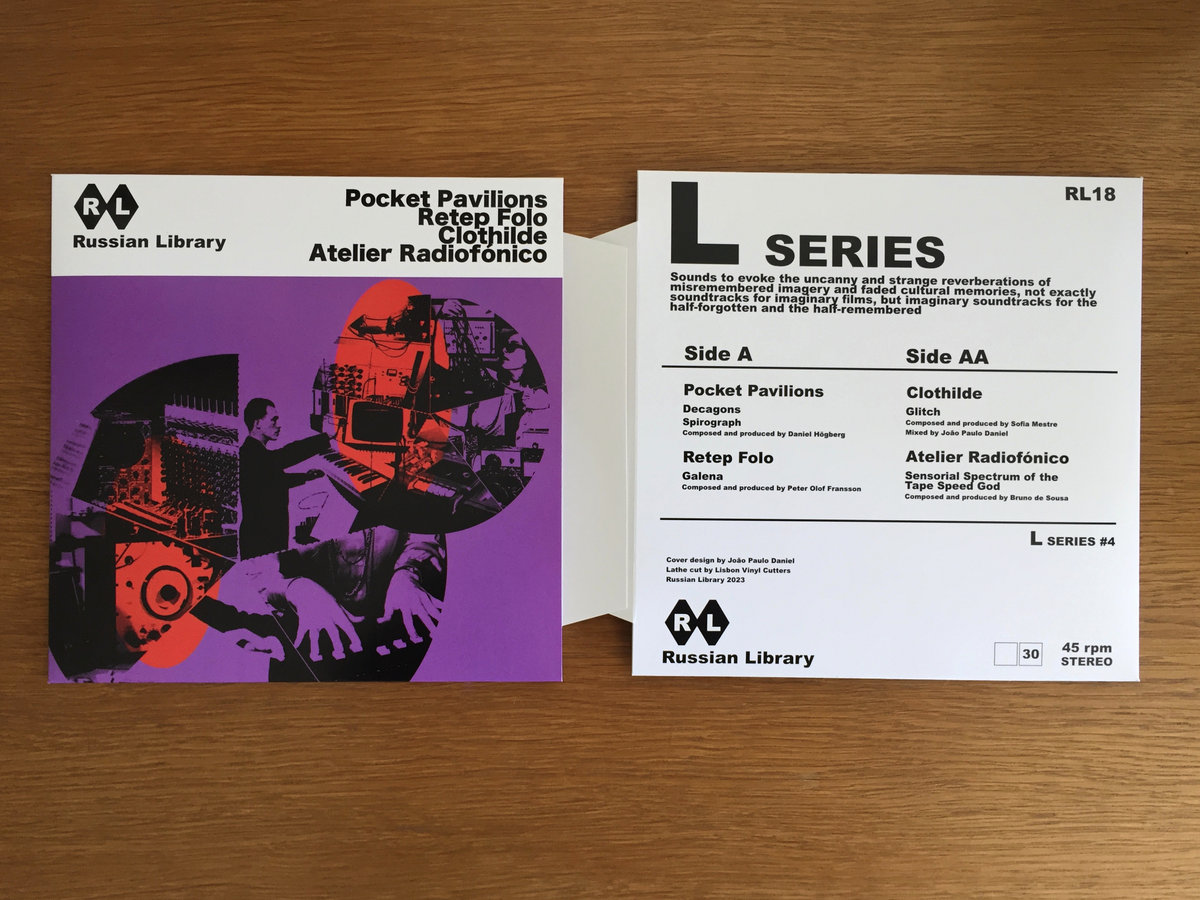 RL
Russian Library
Pocket Pavilions
Retep Folo
Clothilde
Atelier Radiofónico
RL18
L SERIES
Sounds to evoke the uncanny and strange reverberations of
misremembered imagery and faded cultural memories, not exactly
soundtracks for imaginary films, but imaginary soundtracks for the
half-forgotten and the half-remembered
Side A
Pocket Pavilions
Decagons
Spirograph
Composed and produced by Daniel Högberg
Retep Folo
Galena
Composed and produced by Peter Olof Fransson
Side AA
Clothilde
Glitch
Composed and produced by Sofia Mestre
Mixed by João Paulo Daniel
Atelier Radiofónico
Sensorial Spectrum of the
Tape Speed God
Composed and produced by Bruno de Sousa
L SERIES #4
Cover design by João Paulo Daniel
Lathe cut by Lisbon Vinyl Cutters
Russian Library 2023
RL
Russian Library
30
45 rpm
STEREO